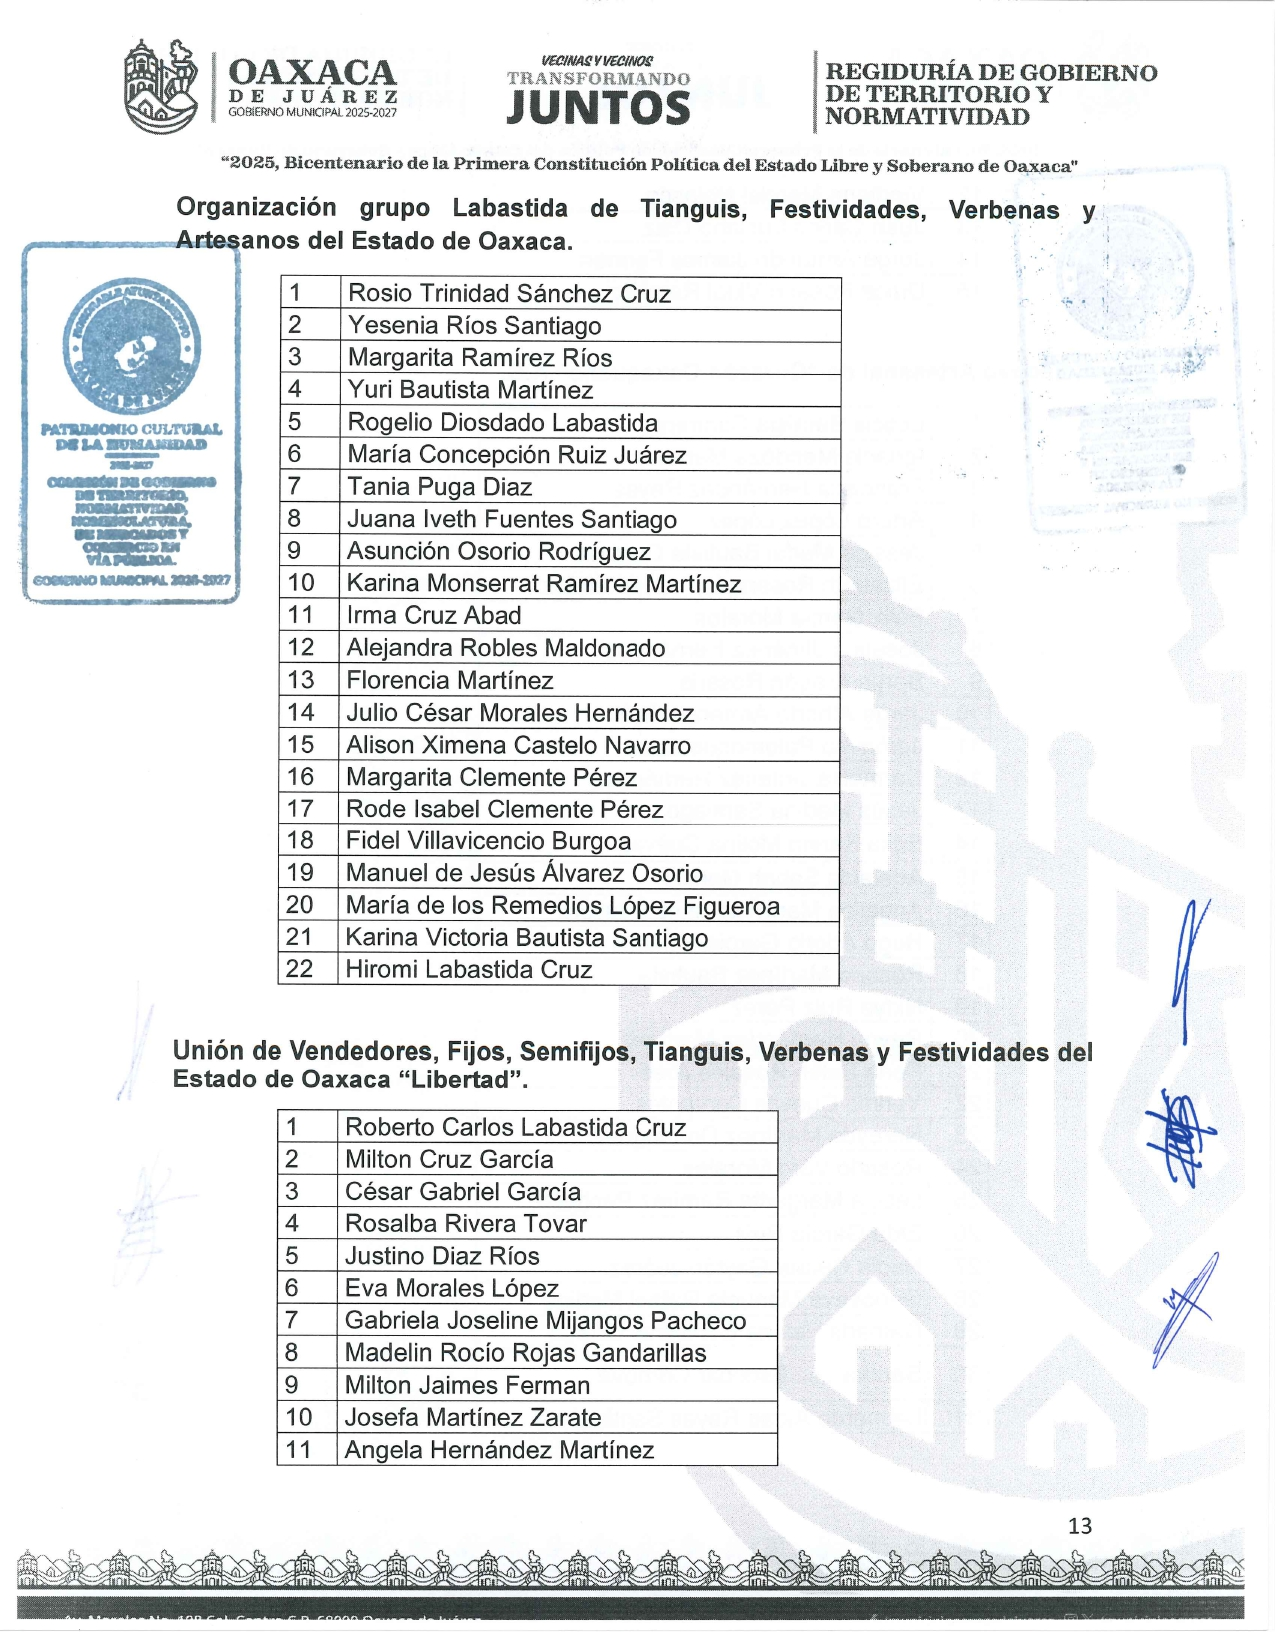 OAXACA
DE JUÁREZ
GOBIERNO MUNICIPAL 2025-2027
VECINAS Y VECINOS
TRANSFORMANDO
JUNTOS
REGIDURÍA DE GOBIERNO
DE TERRITORIO Y
NORMATIVIDAD
"2025, Bicentenario de la Primera Constitución Política del Estado Libre y Soberano de Oaxaca"
Organización grupo Labastida de Tianguis, Festividades, Verbenas y
Artesanos del Estado de Oaxaca.
PATRIMONIO CULTURAL
DE LA HUMANIDAD
COMISIÓN DE GOBIERNO
DE TERRITORIO,
NORMATIVIDAD,
NOMENCLATURA,
DE MERCADOS Y
COMERCIO EN
VÍA PÚBLICA.
GOBIERNO MUNICIPAL 2025-2027
1 Rosio Trinidad Sánchez Cruz
2 Yesenia Ríos Santiago
3 Margarita Ramírez Ríos
4 Yuri Bautista Martínez
5 Rogelio Diosdado Labastida
6 María Concepción Ruiz Juárez
7 Tania Puga Diaz
8 Juana Iveth Fuentes Santiago
9 Asunción Osorio Rodríguez
10 Karina Monserrat Ramírez Martínez
11 Irma Cruz Abad
12 Alejandra Robles Maldonado
13 Florencia Martínez
14 Julio César Morales Hernández
15 Alison Ximena Castelo Navarro
16 Margarita Clemente Pérez
17 Rode Isabel Clemente Pérez
18 Fidel Villavicencio Burgoa
19 Manuel de Jesús Álvarez Osorio
20 María de los Remedios López Figueroa
21 Karina Victoria Bautista Santiago
22 Hiromi Labastida Cruz
Unión de Vendedores, Fijos, Semifijos, Tianguis, Verbenas y Festividades del
Estado de Oaxaca “Libertad”.
1 Roberto Carlos Labastida Cruz
2 Milton Cruz García
3 César Gabriel García
4 Rosalba Rivera Tovar
5 Justino Diaz Ríos
6 Eva Morales López
7 Gabriela Joseline Mijangos Pacheco
8 Madelin Rocío Rojas Gandarillas
9 Milton Jaimes Ferman
10 Josefa Martínez Zarate
11 Angela Hernández Martínez
13